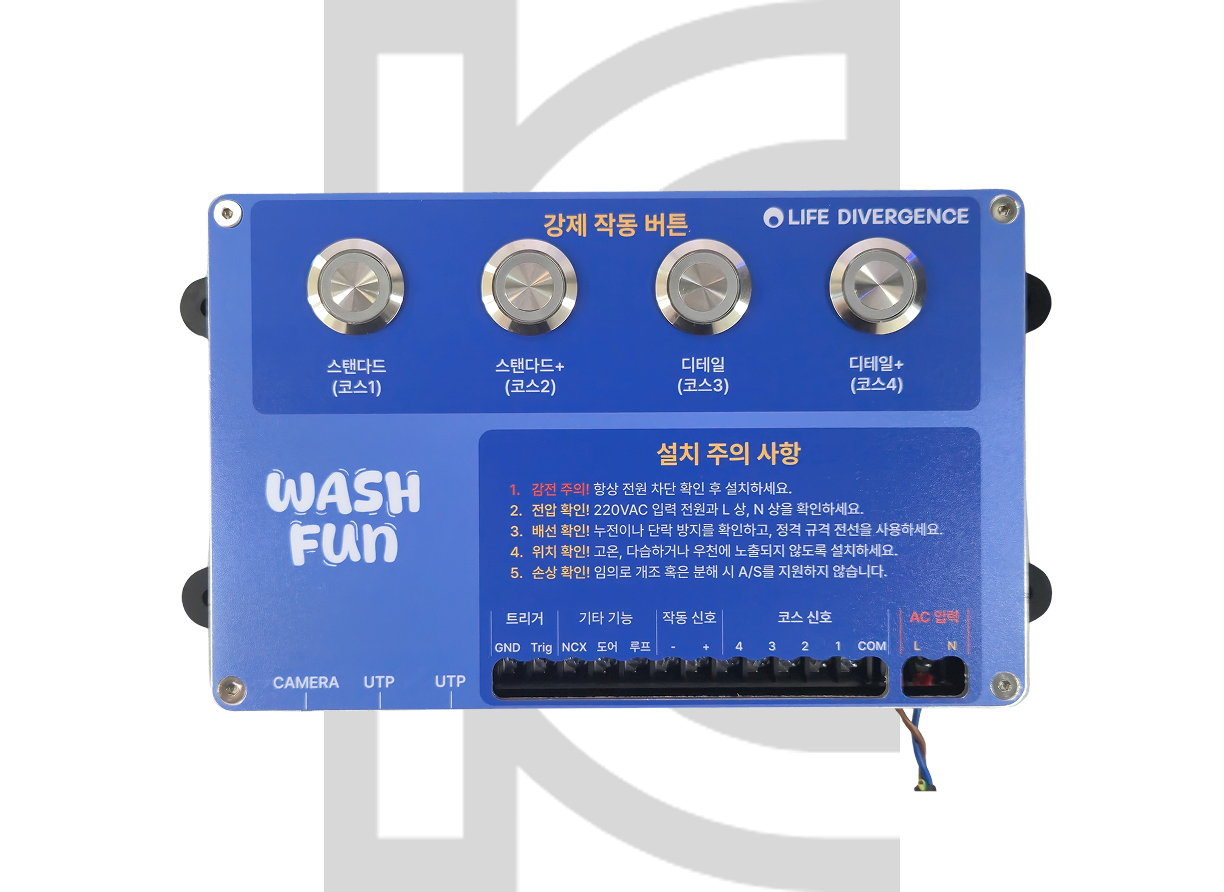 강제 작동 버튼
LIFE DIVERGENCE
스탠다드
(코스1)
스탠다드+
(코스2)
디테일
(코스3)
디테일+
(코스4)
WASH
FUN
설치 주의 사항
1. 감전 주의! 항상 전원 차단 확인 후 설치하세요.
2. 전압 확인! 220VAC 입력 전원과 L 상, N 상을 확인하세요.
3. 배선 확인! 누전이나 단락 방지를 확인하고, 정격 규격 전선을 사용하세요.
4. 위치 확인! 고온, 다습하거나 우천에 노출되지 않도록 설치하세요.
5. 손상 확인! 임의로 개조 혹은 분해 시 A/S를 지원하지 않습니다.
트리거 기타 기능 작동 신호 코스 신호 AC 입력
GND Trig NCX 도어 루프 - + 4 3 2 1 COM L N
CAMERA UTP UTP